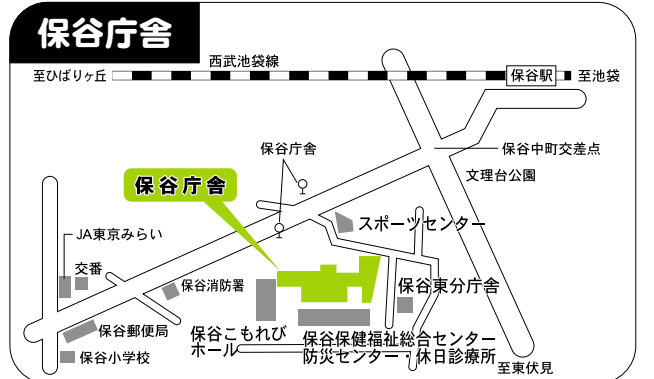 保谷庁舎
西武池袋線
至ひばりヶ丘
保谷駅
至池袋
保谷庁舎
保谷中町交差点
文理台公園
保谷庁舎
スポーツセンター
JA東京みらい
交番
保谷消防署
保谷東分庁舎
保谷郵便局
保谷小学校
保谷こもれび
ホール
保谷保健福祉総合センター
防災センター・休日診療所
至東伏見